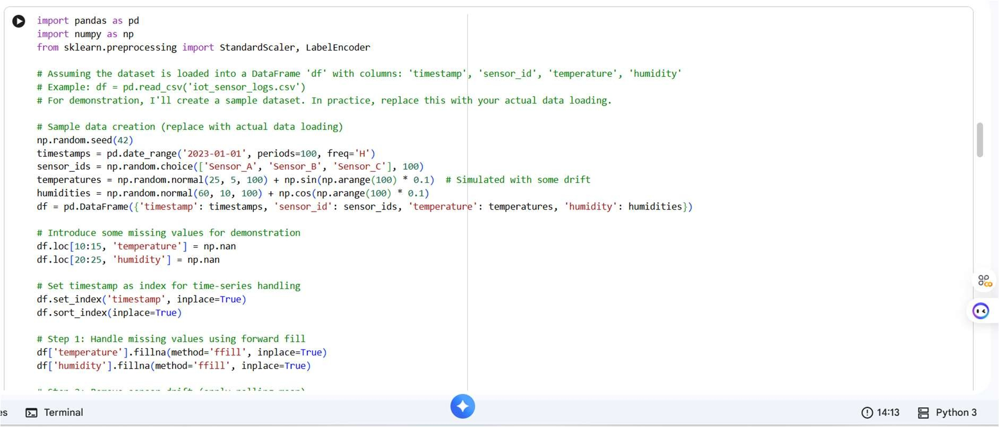 import pandas as pd
import numpy as np
from sklearn.preprocessing import StandardScaler, LabelEncoder
# Assuming the dataset is loaded into a DataFrame 'df' with columns: 'timestamp', 'sensor_id', 'temperature', 'humidity'
# Example: df = pd.read_csv('iot_sensor_logs.csv')
# For demonstration, I'll create a sample dataset. In practice, replace this with your actual data loading.
# Sample data creation (replace with actual data loading)
np.random.seed(42)
timestamps = pd.date_range('2023-01-01', periods=100, freq='H')
sensor_ids = np.random.choice(['Sensor_A', 'Sensor_B', 'Sensor_C'], 100)
temperatures = np.random.normal(25, 5, 100) + np.sin(np.arange(100) * 0.1)  # Simulated with some drift
humidities = np.random.normal(60, 10, 100) + np.cos(np.arange(100) * 0.1)
df = pd.DataFrame({'timestamp': timestamps, 'sensor_id': sensor_ids, 'temperature': temperatures, 'humidity': humidities})
# Introduce some missing values for demonstration
df.loc[10:15, 'temperature'] = np.nan
df.loc[20:25, 'humidity'] = np.nan
# Set timestamp as index for time-series handling
df.set_index('timestamp', inplace=True)
df.sort_index(inplace=True)
# Step 1: Handle missing values using forward fill
df['temperature'].fillna(method='ffill', inplace=True)
df['humidity'].fillna(method='ffill', inplace=True)
# Step 2: Remove sensor drift (apply rolling mean)
es Terminal 14:13 Python 3